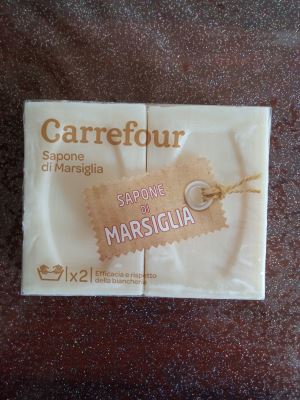 Carrefour
Sapone
di Marsiglia
SAPONE
DI
MARSIGLIA
x2
Efficacia e rispetto
della biancheria